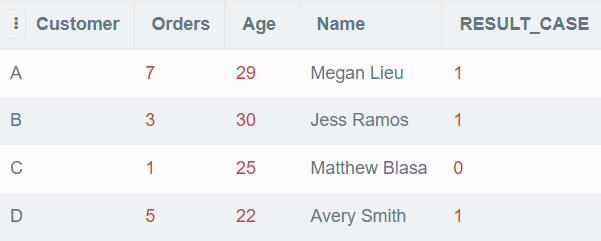 Customer Orders Age Name RESULT_CASE
A 7 29 Megan Lieu 1
B 3 30 Jess Ramos 1
C 1 25 Matthew Blasa 0
D 5 22 Avery Smith 1